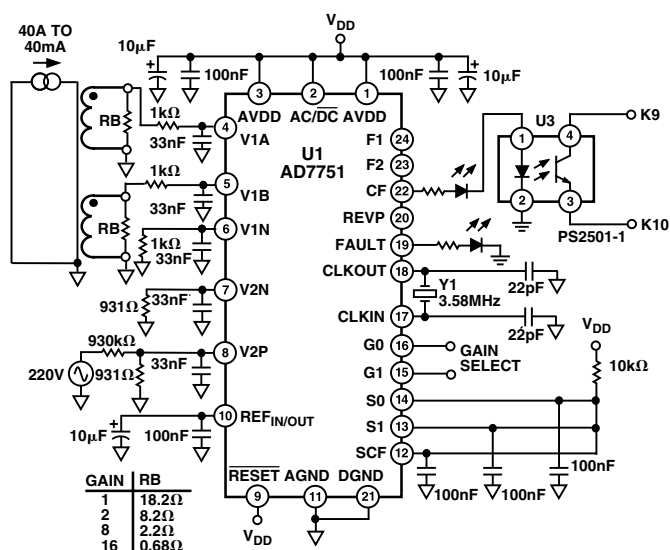 40A TO
40mA
10µF
100nF
V_DD
100nF
10µF
3
2
1
AVDD
AC/D̅C̅
AVDD
RB
1kΩ
33nF
4
V1A
U1
AD7751
1kΩ
33nF
5
V1B
RB
1kΩ
33nF
6
V1N
931Ω
33nF
7
V2N
220V
930kΩ
931Ω
33nF
8
V2P
10µF
100nF
10
REF_IN/OUT
F1
24
F2
23
CF
22
REVP
20
FAULT
19
CLKOUT
18
CLKIN
17
G0
16
G1
15
S0
14
S1
13
SCF
12
U3
1
4
2
3
K9
K10
PS2501-1
Y1
3.58MHz
22pF
22pF
GAIN
SELECT
V_DD
10kΩ
100nF
100nF
100nF
R̅E̅S̅E̅T̅
AGND
DGND
9
11
21
V_DD
GAIN RB
1 18.2Ω
2 8.2Ω
8 2.2Ω
16 0.68Ω